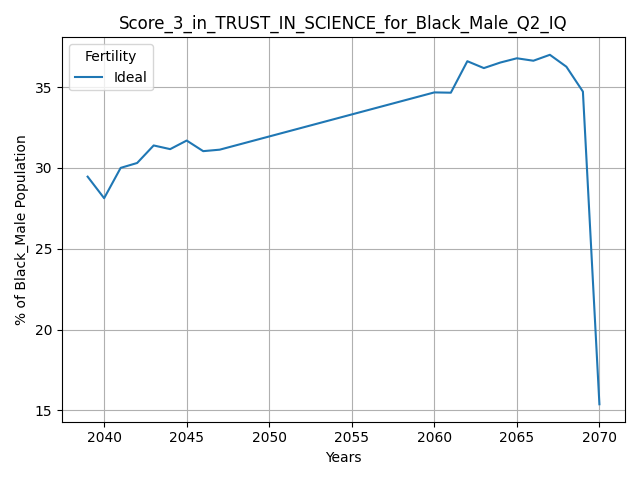 Score_3_in_TRUST_IN_SCIENCE_for_Black_Male_Q2_IQ
Fertility
Ideal
% of Black_Male Population
35
30
25
20
15
2040 2045 2050 2055 2060 2065 2070
Years